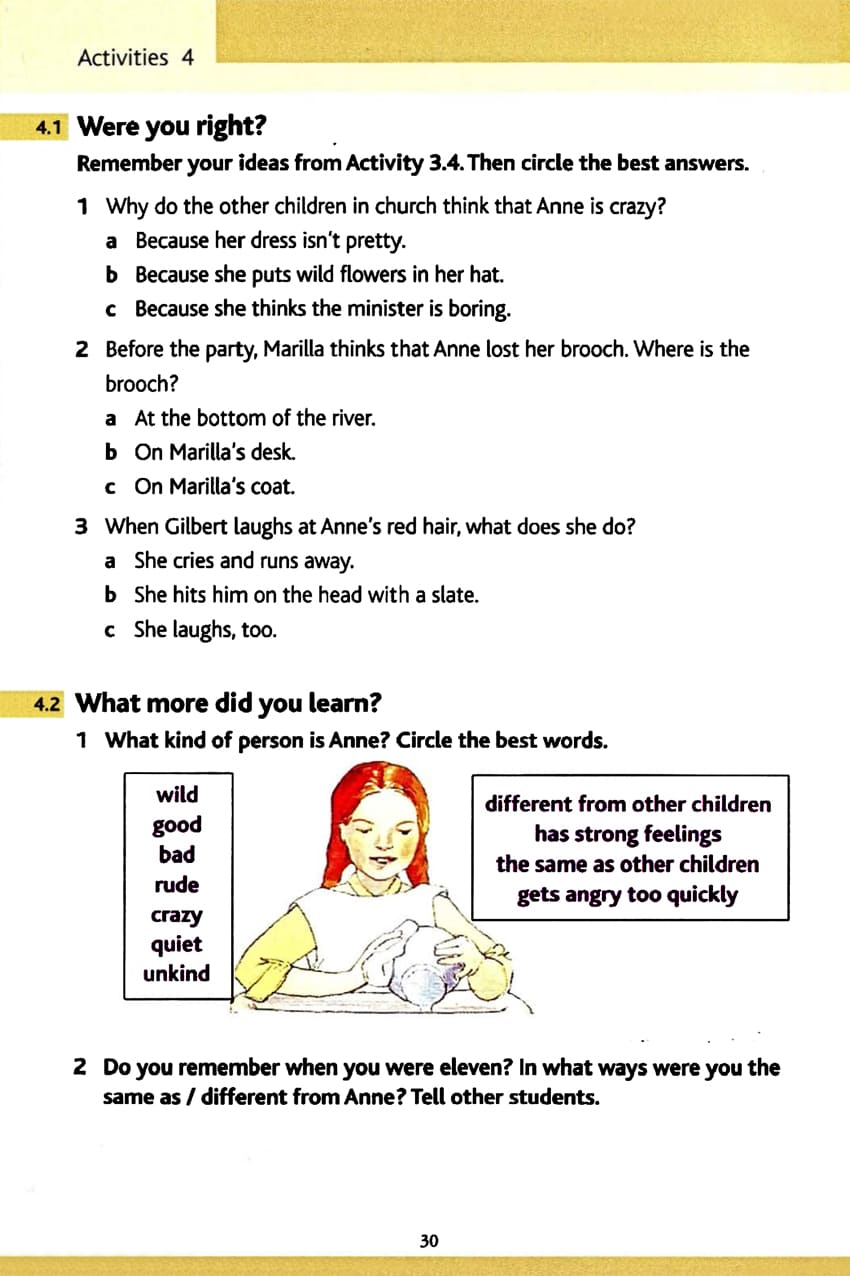 Activities 4
4.1 Were you right?
Remember your ideas from Activity 3.4. Then circle the best answers.
1 Why do the other children in church think that Anne is crazy?
a Because her dress isn't pretty.
b Because she puts wild flowers in her hat.
c Because she thinks the minister is boring.
2 Before the party, Marilla thinks that Anne lost her brooch. Where is the
brooch?
a At the bottom of the river.
b On Marilla's desk.
c On Marilla's coat.
3 When Gilbert laughs at Anne's red hair, what does she do?
a She cries and runs away.
b She hits him on the head with a slate.
c She laughs, too.
4.2 What more did you learn?
1 What kind of person is Anne? Circle the best words.
wild
good
bad
rude
crazy
quiet
unkind
different from other children
has strong feelings
the same as other children
gets angry too quickly
2 Do you remember when you were eleven? In what ways were you the
same as / different from Anne? Tell other students.
30